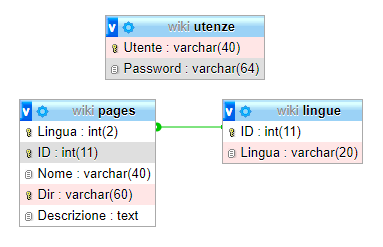 v wiki utenze
Utente : varchar(40)
Password : varchar(64)
v wiki pages
Lingua : int(2)
ID : int(11)
Nome : varchar(40)
Dir : varchar(60)
Descrizione : text
v wiki lingue
ID : int(11)
Lingua : varchar(20)